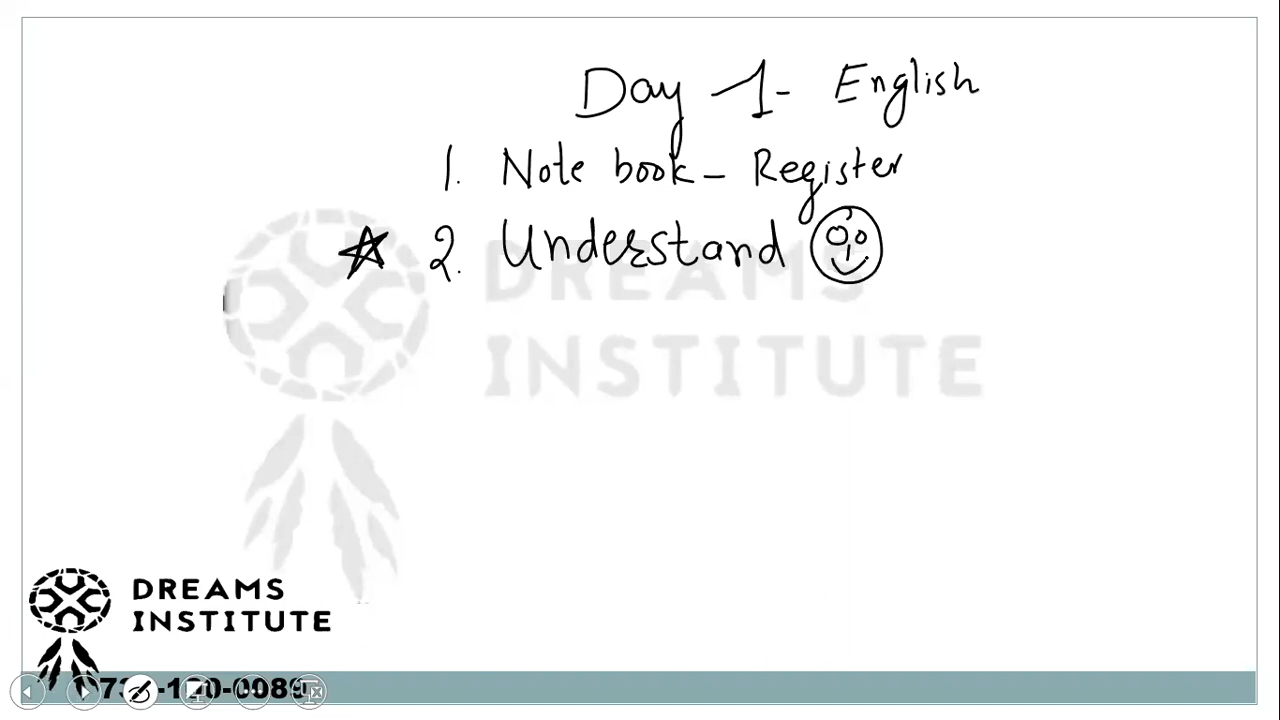 Day 1- English
1. Note book - Register
2. Understand
DREAMS
INSTITUTE
DREAMS
INSTITUTE